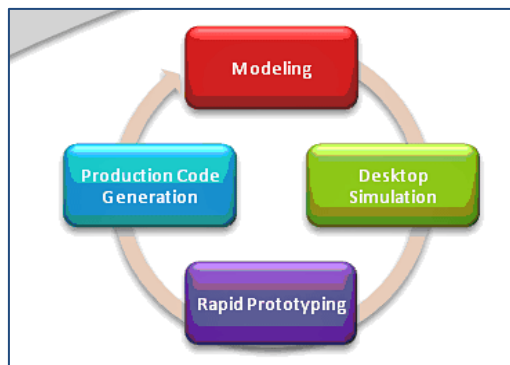 Modeling
Desktop
Simulation
Rapid Prototyping
Production Code
Generation